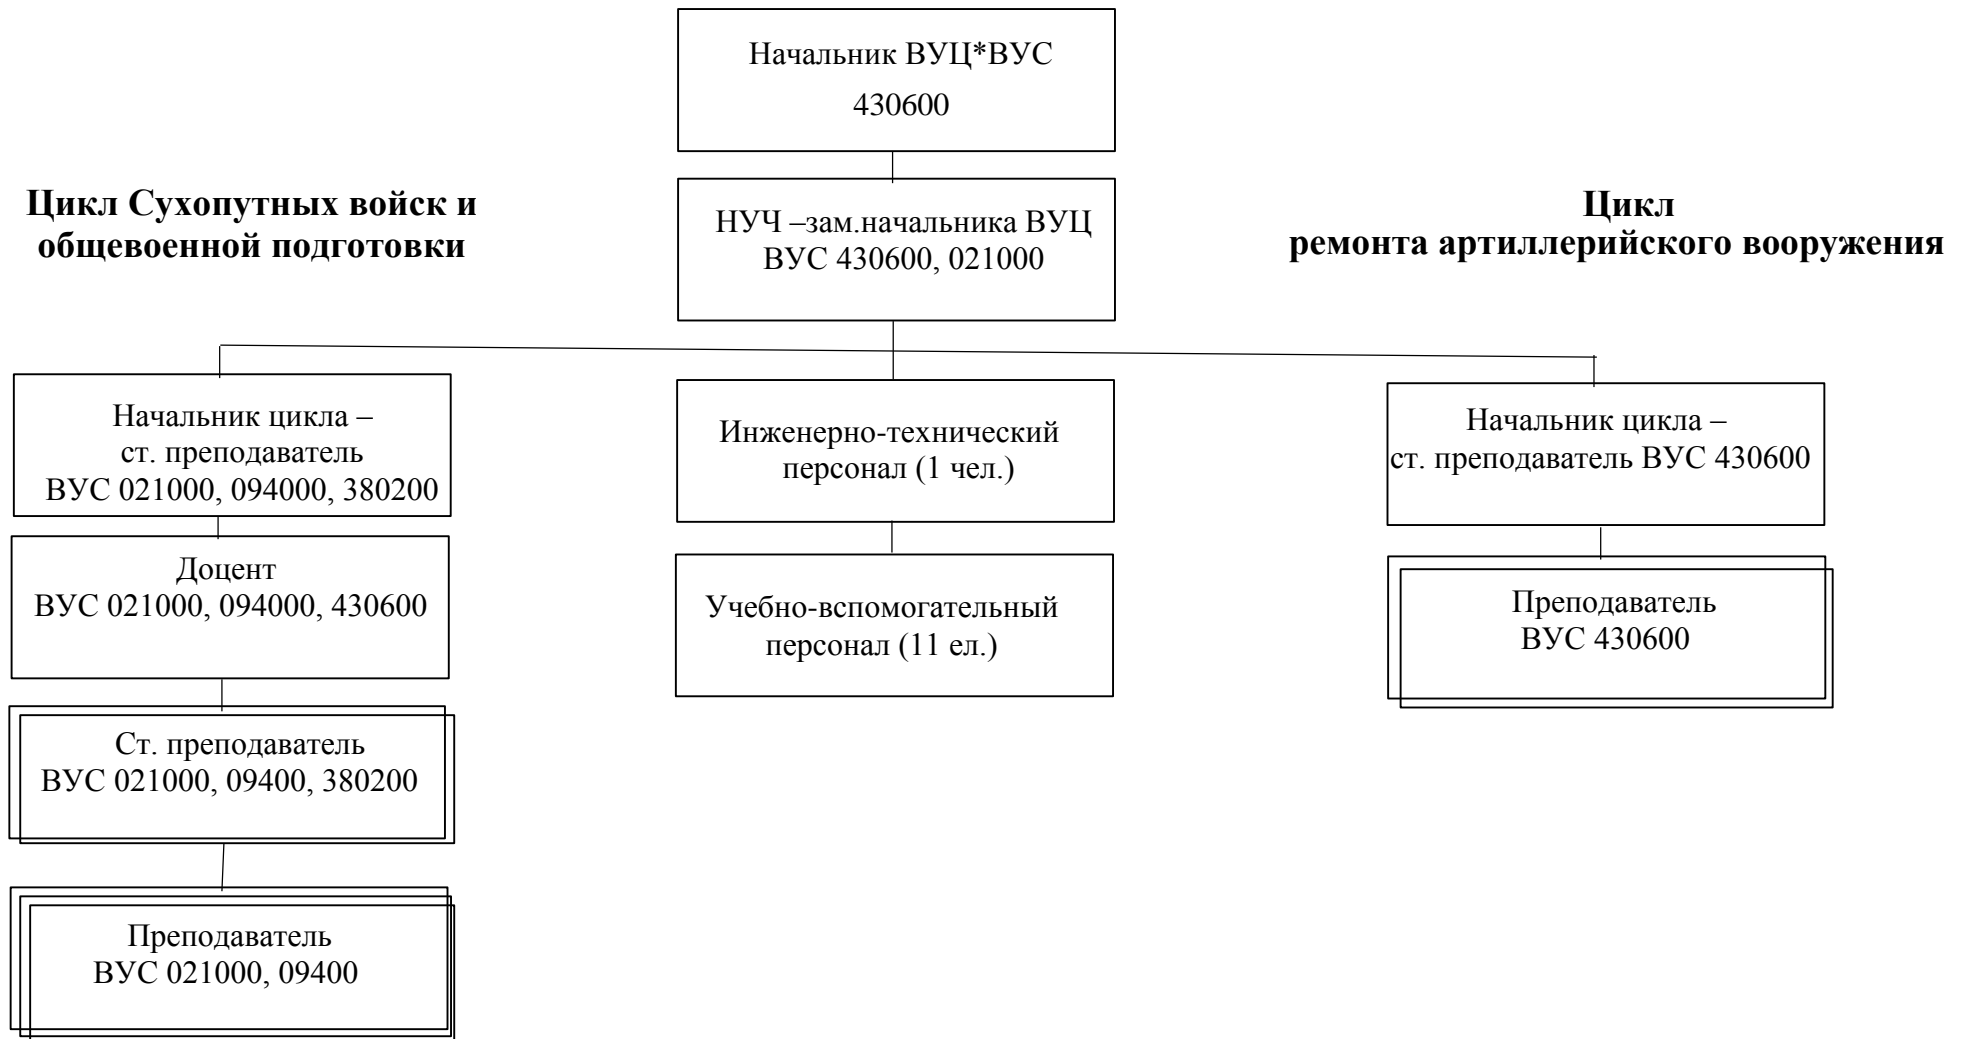 Начальник ВУЦ*ВУС
430600
НУЧ –зам.начальника ВУЦ
ВУС 430600, 021000
Цикл Сухопутных войск и
общевоенной подготовки
Цикл
ремонта артиллерийского вооружения
Начальник цикла –
ст. преподаватель
ВУС 021000, 094000, 380200
Доцент
ВУС 021000, 094000, 430600
Ст. преподаватель
ВУС 021000, 09400, 380200
Преподаватель
ВУС 021000, 09400
Инженерно-технический
персонал (1 чел.)
Учебно-вспомогательный
персонал (11 ел.)
Начальник цикла –
ст. преподаватель ВУС 430600
Преподаватель
ВУС 430600